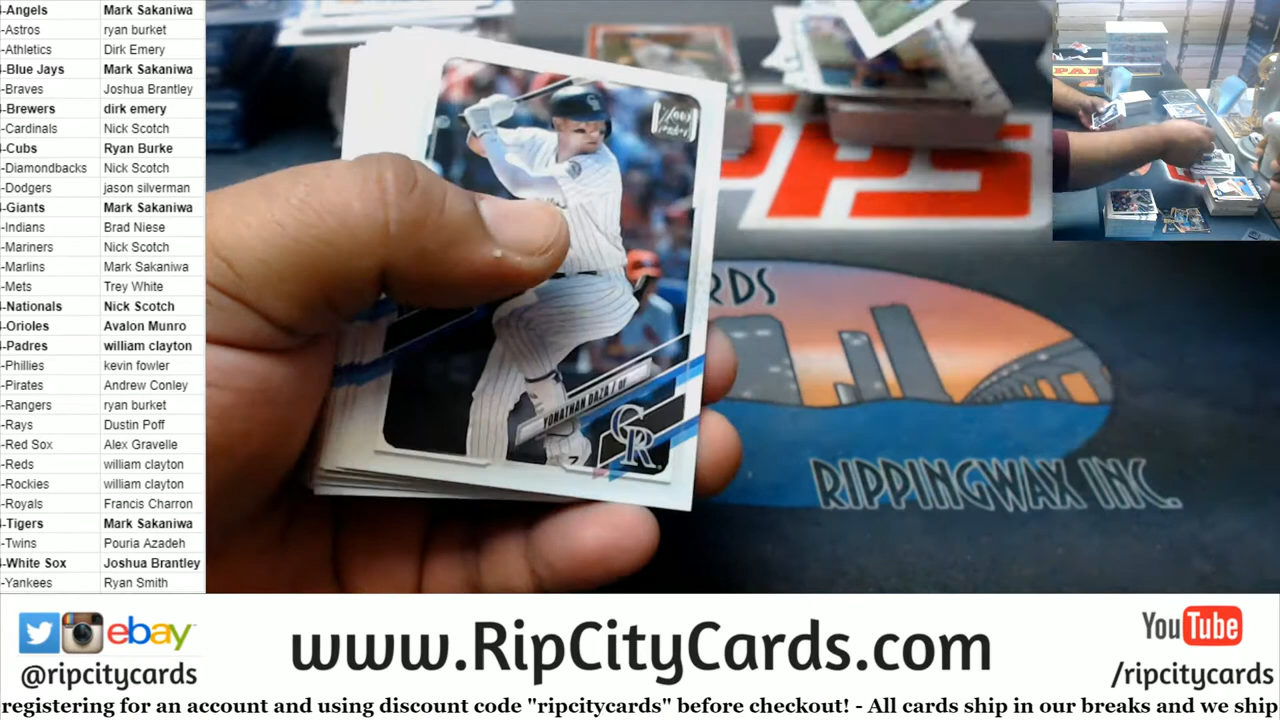 -Angels Mark Sakaniwa
-Astros ryan burket
-Athletics Dirk Emery
-Blue Jays Mark Sakaniwa
-Braves Joshua Brantley
-Brewers dirk emery
-Cardinals Nick Scotch
-Cubs Ryan Burke
-Diamondbacks Nick Scotch
-Dodgers jason silverman
-Giants Mark Sakaniwa
-Indians Brad Niese
-Mariners Nick Scotch
-Marlins Mark Sakaniwa
-Mets Trey White
-Nationals Nick Scotch
-Orioles Avalon Munro
-Padres william clayton
-Phillies kevin fowler
-Pirates Andrew Conley
-Rangers ryan burket
-Rays Dustin Poff
-Red Sox Alex Gravelle
-Reds william clayton
-Rockies william clayton
-Royals Francis Charron
-Tigers Mark Sakaniwa
-Twins Pouria Azadeh
-White Sox Joshua Brantley
-Yankees Ryan Smith
YONATHAN DAZA / OF
CR
PPS
RDS
RIPPINGWAX INC.
ebay
@ripcitycards
www.RipCityCards.com
YouTube
/ripcitycards
registering for an account and using discount code "ripcitycards" before checkout! - All cards ship in our breaks and we ship